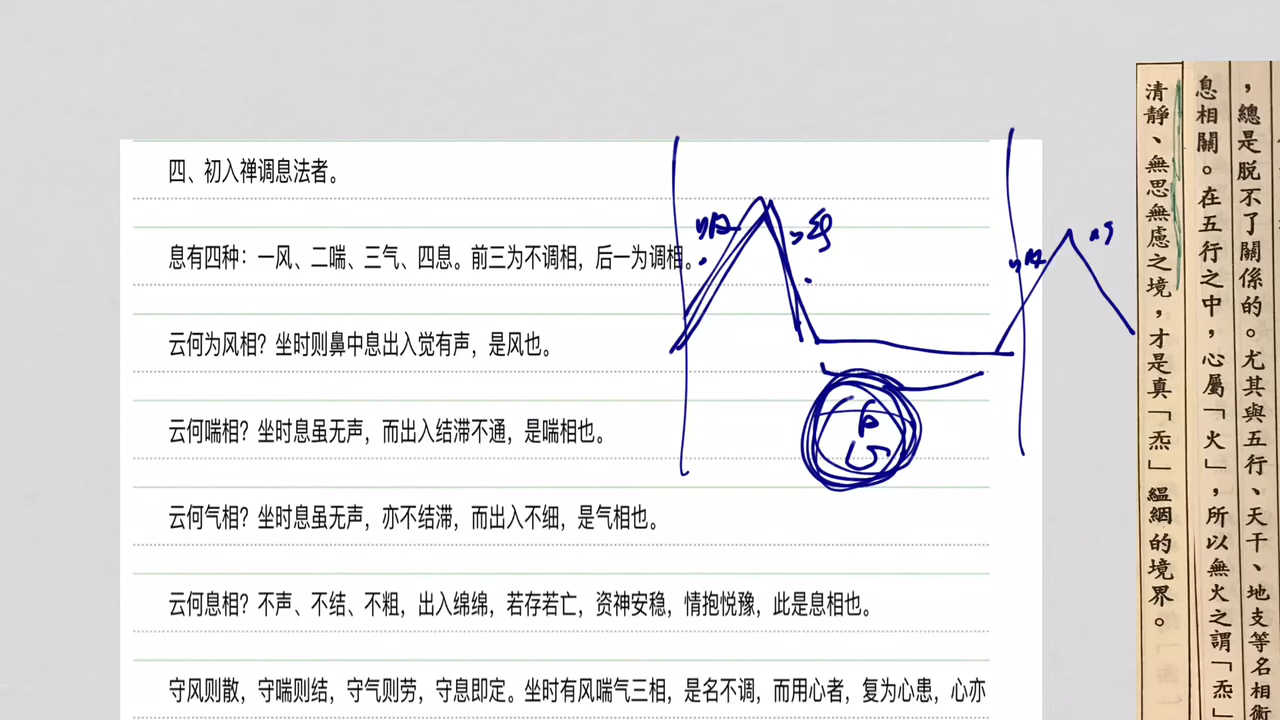 四、初入禅调息法者。
息有四种：一风、二喘、三气、四息。前三为不调相，后一为调相。
云何为风相？坐时则鼻中息出入觉有声，是风也。
云何喘相？坐时息虽无声，而出入结滞不通，是喘相也。
云何气相？坐时息虽无声，亦不结滞，而出入不细，是气相也。
云何息相？不声、不结、不粗，出入绵绵，若存若亡，资神安稳，情抱悦豫，此是息相也。
守风则散，守喘则结，守气则劳，守息即定。坐时有风喘气三相，是名不调，而用心者，复为心患，心亦
吸
呼
吸
息
，總是脫不了關係的。尤其與五行、天干、地支等名相術
息相關。在五行之中，心屬「火」，所以無火之謂「炁」
清靜、無思無慮之境，才是真「炁」縕絪的境界。